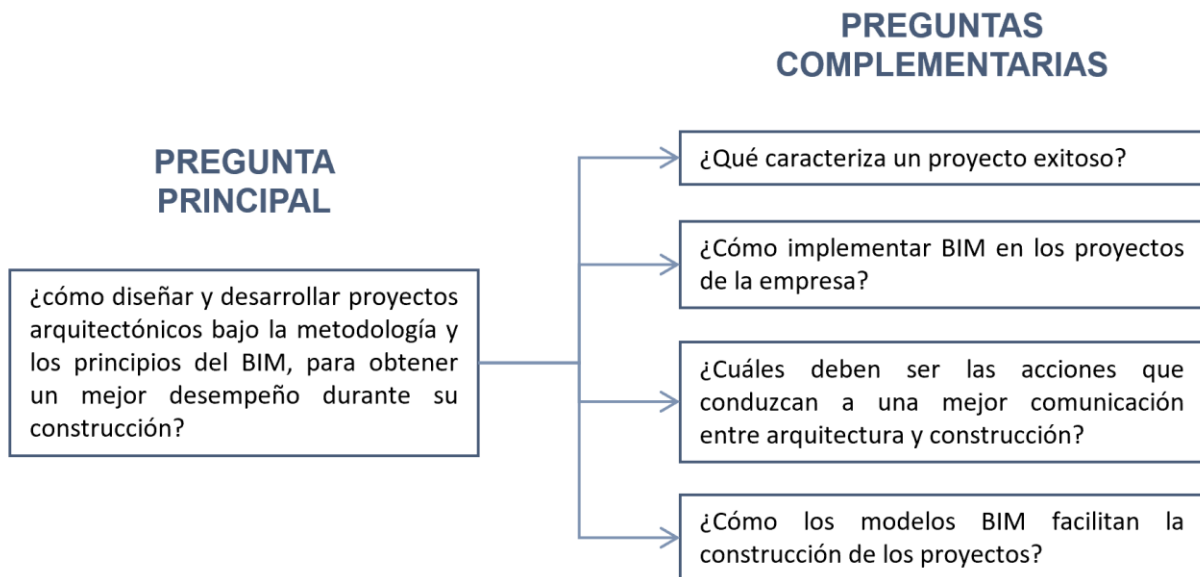 PREGUNTA
PRINCIPAL
¿cómo diseñar y desarrollar proyectos
arquitectónicos bajo la metodología y
los principios del BIM, para obtener
un mejor desempeño durante su
construcción?
PREGUNTAS
COMPLEMENTARIAS
¿Qué caracteriza un proyecto exitoso?
¿Cómo implementar BIM en los proyectos
de la empresa?
¿Cuáles deben ser las acciones que
conduzcan a una mejor comunicación
entre arquitectura y construcción?
¿Cómo los modelos BIM facilitan la
construcción de los proyectos?